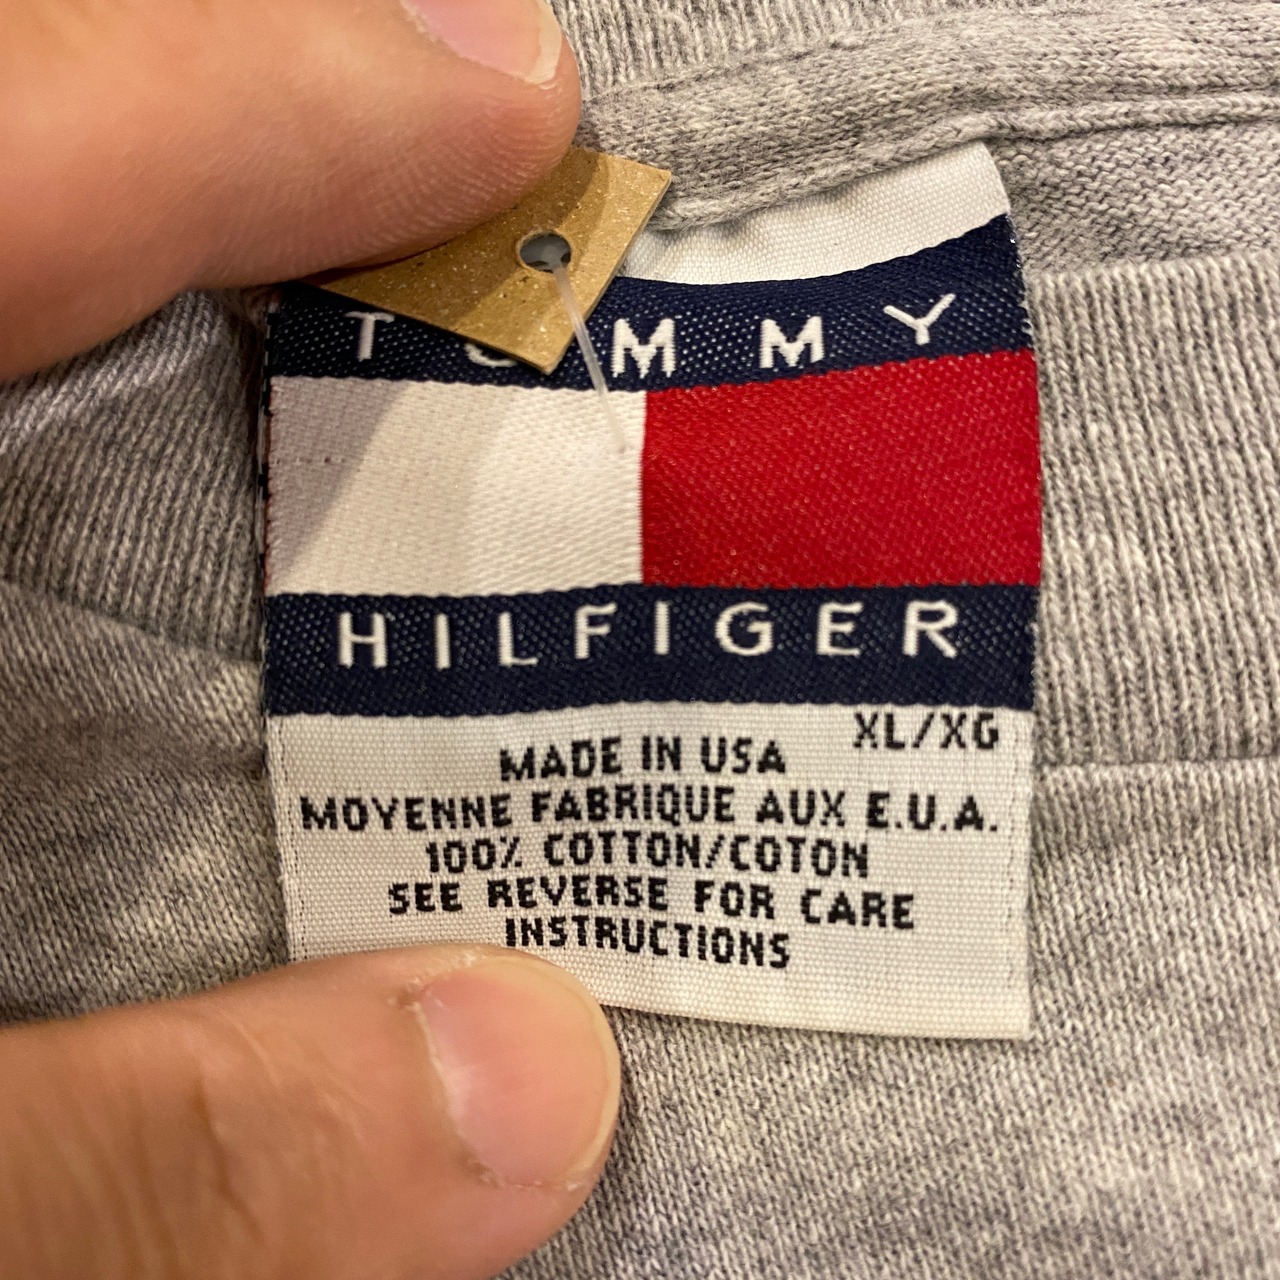 TOMMY
HILFIGER
XL/XG
MADE IN USA
MOYENNE FABRIQUE AUX E.U.A.
100% COTTON/COTON
SEE REVERSE FOR CARE
INSTRUCTIONS